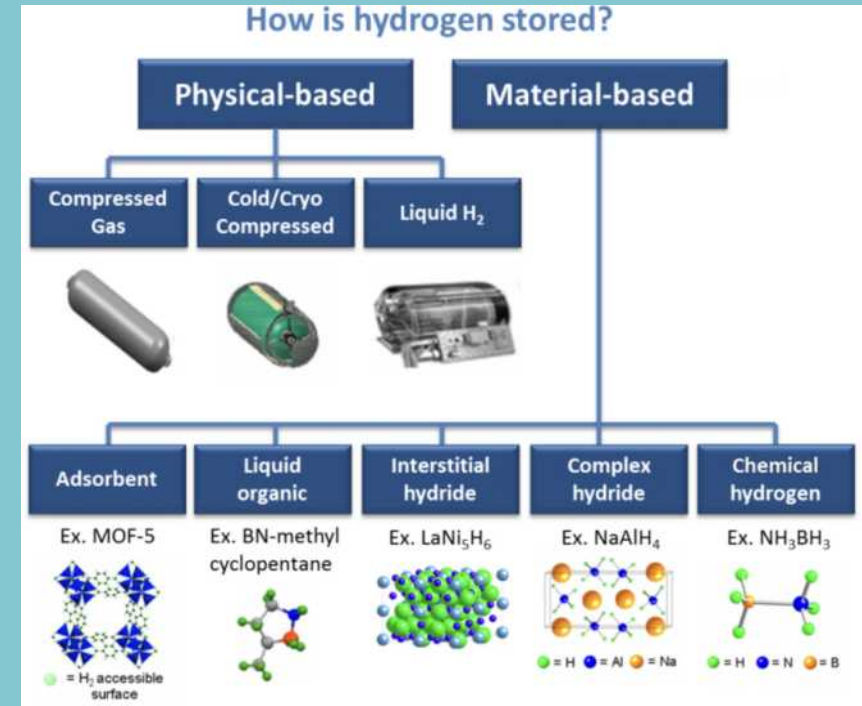 How is hydrogen stored?
Physical-based
Material-based
Compressed
Gas
Cold/Cryo
Compressed
Liquid H₂
Adsorbent
Liquid
organic
Interstitial
hydride
Complex
hydride
Chemical
hydrogen
Ex. MOF-5
Ex. BN-methyl
cyclopentane
Ex. LaNi₅H₆
Ex. NaAlH₄
Ex. NH₃BH₃
= H₂ accessible
surface
= H = Al = Na
= H = N = B